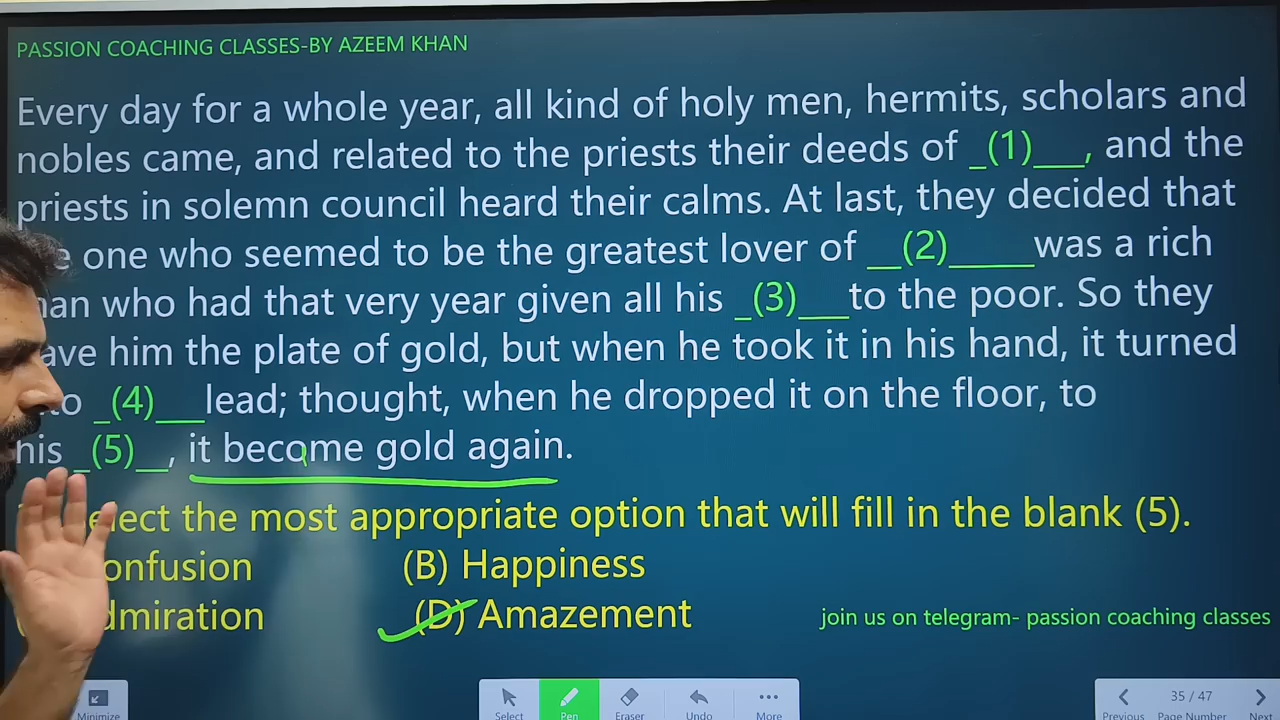 PASSION COACHING CLASSES-BY AZEEM KHAN
Every day for a whole year, all kind of holy men, hermits, scholars and
nobles came, and related to the priests their deeds of _(1)___, and the
priests in solemn council heard their calms. At last, they decided that
one who seemed to be the greatest lover of __(2)_____was a rich
who had that very year given all his _(3)___to the poor. So they
him the plate of gold, but when he took it in his hand, it turned
_(4)___lead; thought, when he dropped it on the floor, to
his _(5)__, it become gold again.
the most appropriate option that will fill in the blank (5).
(B) Happiness
(D) Amazement
join us on telegram- passion coaching classes
Minimize
Select
Pen
Eraser
Undo
More
Previous
35 / 47
Page Number
Next